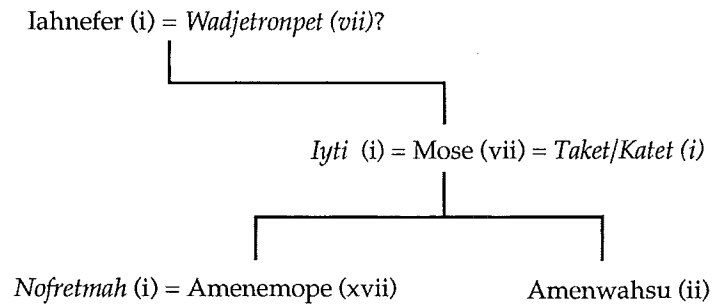 Iahnefer (i) = Wadjetronpet (vii)?
Iyti (i) = Mose (vii) = Taket/Katet (i)
Nofretmah (i) = Amenemope (xvii) Amenwahsu (ii)